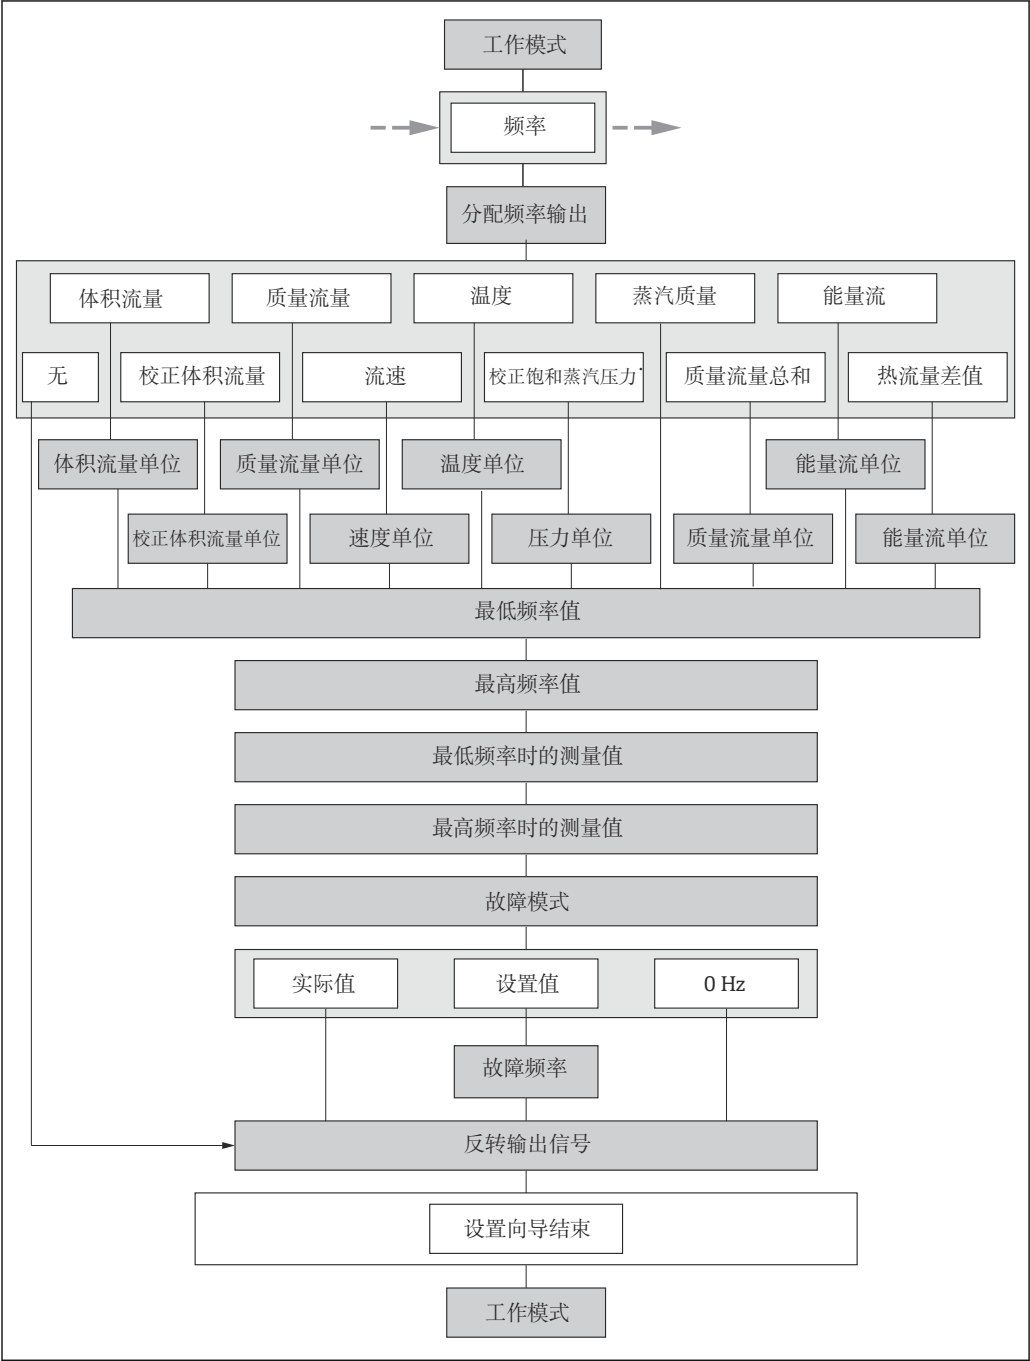 工作模式
频率
分配频率输出
体积流量 质量流量 温度 蒸汽质量 能量流
无 校正体积流量 流速 校正饱和蒸汽压力* 质量流量总和 热流量差值
体积流量单位 质量流量单位 温度单位 能量流单位
校正体积流量单位 速度单位 压力单位 质量流量单位 能量流单位
最低频率值
最高频率值
最低频率时的测量值
最高频率时的测量值
故障模式
实际值 设置值 0 Hz
故障频率
反转输出信号
设置向导结束
工作模式